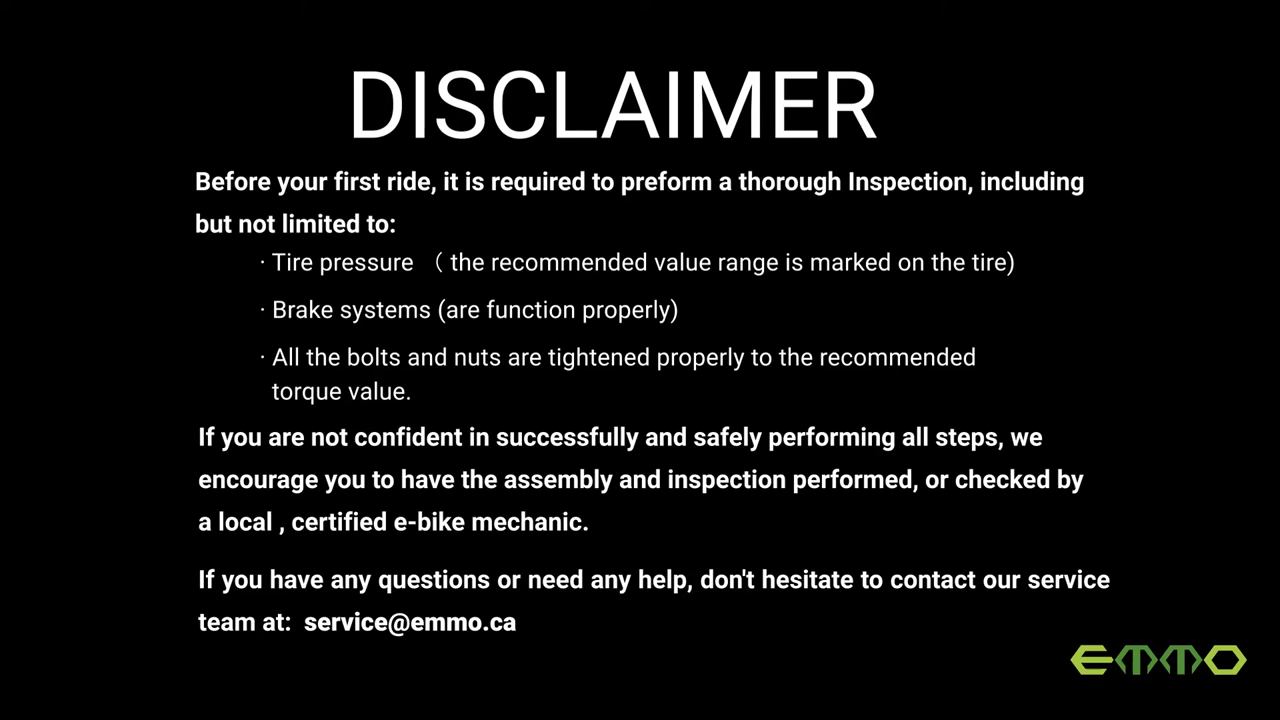 DISCLAIMER
Before your first ride, it is required to preform a thorough Inspection, including
but not limited to:
· Tire pressure （ the recommended value range is marked on the tire)
· Brake systems (are function properly)
· All the bolts and nuts are tightened properly to the recommended
torque value.
If you are not confident in successfully and safely performing all steps, we
encourage you to have the assembly and inspection performed, or checked by
a local , certified e-bike mechanic.
If you have any questions or need any help, don't hesitate to contact our service
team at:  service@emmo.ca
emmo